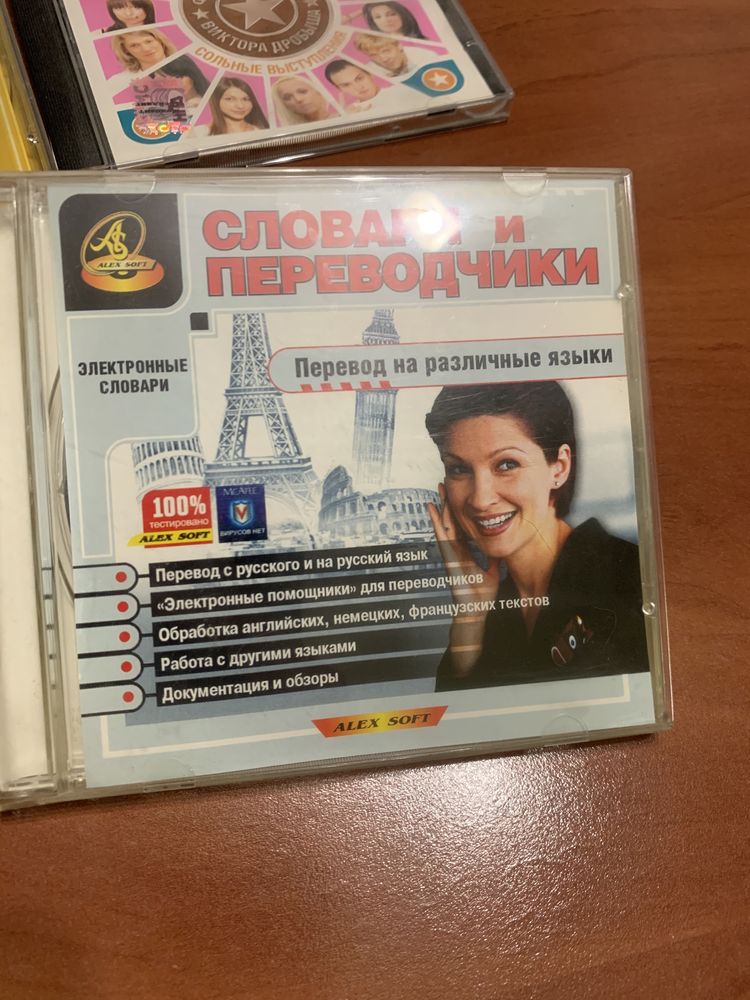 ВИКТОРА ДРОБЫША
СОЛЬНЫЕ ВЫСТУПЛЕНИЯ
AS
ALEX SOFT
СЛОВАРИ и
ПЕРЕВОДЧИКИ
ЭЛЕКТРОННЫЕ
СЛОВАРИ
Перевод на различные языки
100%
тестировано
ALEX SOFT
MCAFEE
V
ВИРУСОВ НЕТ
Перевод с русского и на русский язык
«Электронные помощники» для переводчиков
Обработка английских, немецких, французских текстов
Работа с другими языками
Документация и обзоры
ALEX SOFT